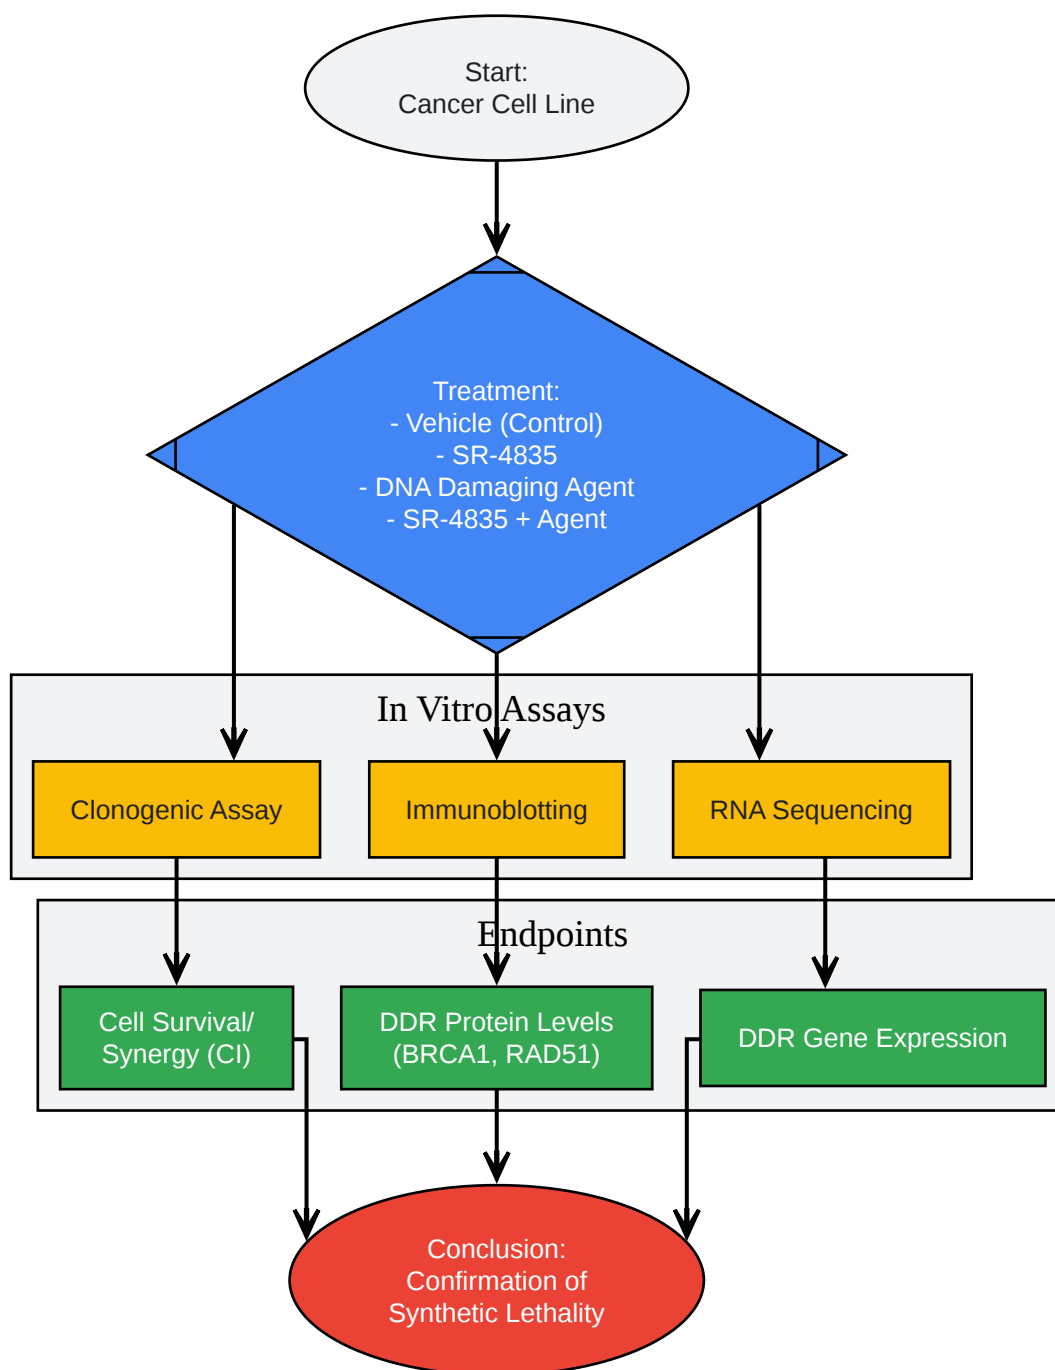 Start:
Cancer Cell Line
Treatment:
- Vehicle (Control)
- SR-4835
- DNA Damaging Agent
- SR-4835 + Agent
In Vitro Assays
Clonogenic Assay
Immunoblotting
RNA Sequencing
Endpoints
Cell Survival/
Synergy (CI)
DDR Protein Levels
(BRCA1, RAD51)
DDR Gene Expression
Conclusion:
Confirmation of
Synthetic Lethality